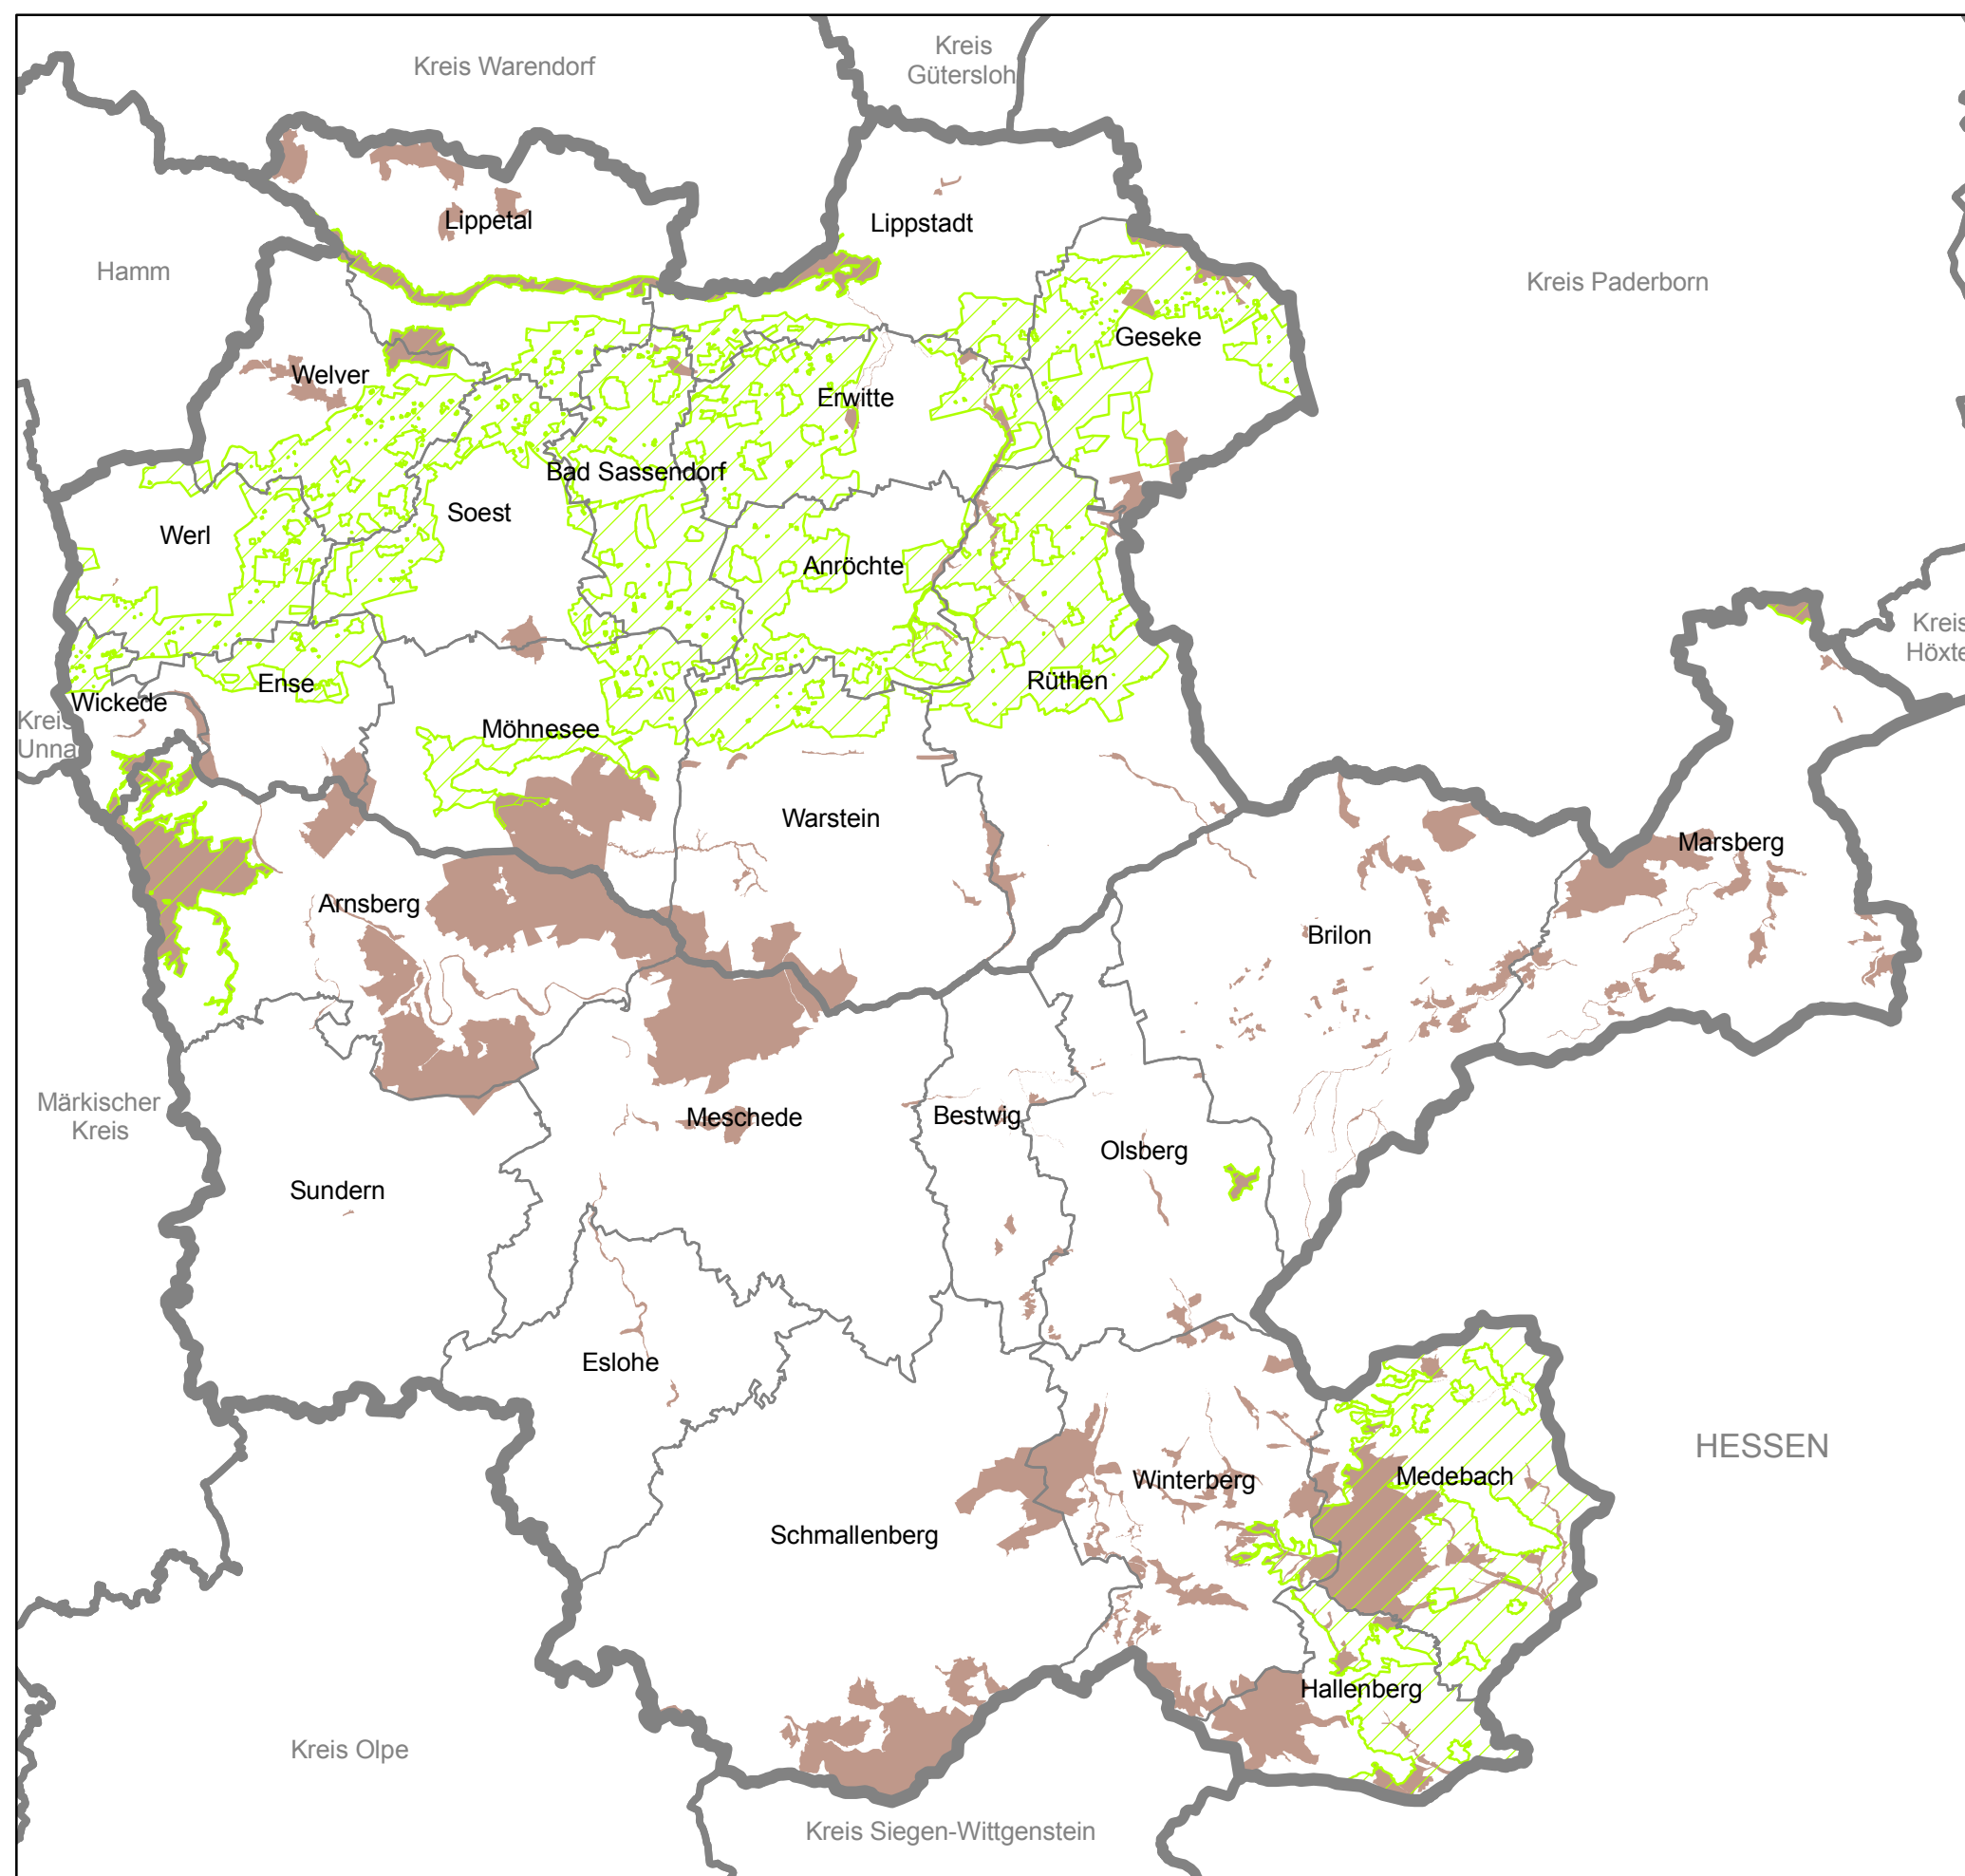 Kreis
Gütersloh
Kreis Warendorf
Lippetal
Lippstadt
Hamm
Kreis Paderborn
Geseke
Welver
Erwitte
Bad Sassendorf
Soest
Werl
Anröchte
Kreis
Höxte
Rüthen
Ense
Wickede
Kreis
Unna
Möhnesee
Warstein
Marsberg
Arnsberg
Brilon
Märkischer
Kreis
Meschede
Bestwig
Olsberg
Sundern
Eslohe
HESSEN
Medebach
Winterberg
Schmallenberg
Hallenberg
Kreis Olpe
Kreis Siegen-Wittgenstein